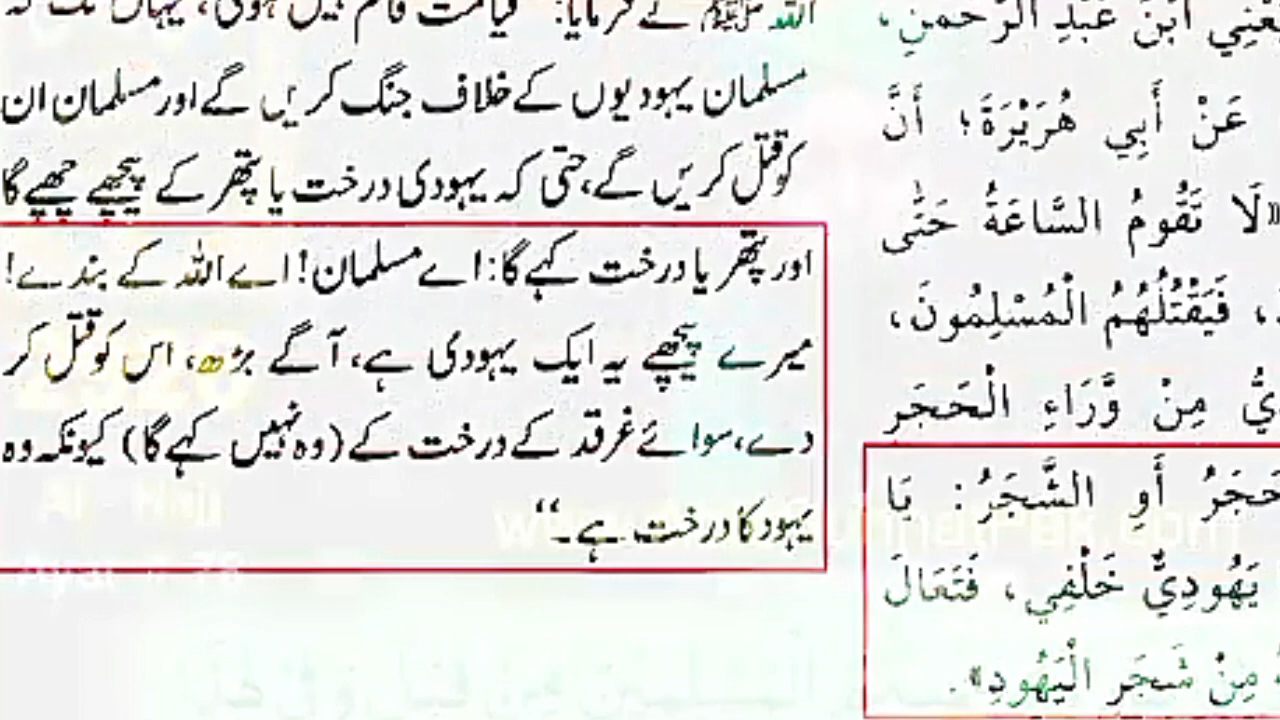 اللہ ﷺ نے فرمایا: ’’قیامت قائم نہیں ہوگی، یہاں تک کہ
مسلمان یہودیوں کے خلاف جنگ کریں گے اور مسلمان ان
کو قتل کریں گے، حتی کہ یہودی درخت یا پتھر کے پیچھے چھپے گا
اور پتھر یا درخت کہے گا: اے مسلمان! اے اللہ کے بندے!
میرے پیچھے یہ ایک یہودی ہے، آگے بڑھ، اس کو قتل کر
دے، سوائے غرقد کے درخت کے (وہ نہیں کہے گا) کیونکہ وہ
یہود کا درخت ہے۔‘‘
ابْنَ عَبْدِ الرَّحْمٰنِ،
عَنْ أَبِي هُرَيْرَةَ؛ أَنَّ
«لَا تَقُومُ السَّاعَةُ حَتّٰى
فَيَقْتُلُهُمُ الْمُسْلِمُونَ،
مِنْ وَّرَاءِ الْحَجَرِ
أَوِ الشَّجَرُ: يَا
يَهُودِيٌّ خَلْفِي، فَتَعَالَ
مِنْ شَجَرِ الْيَهُودِ».